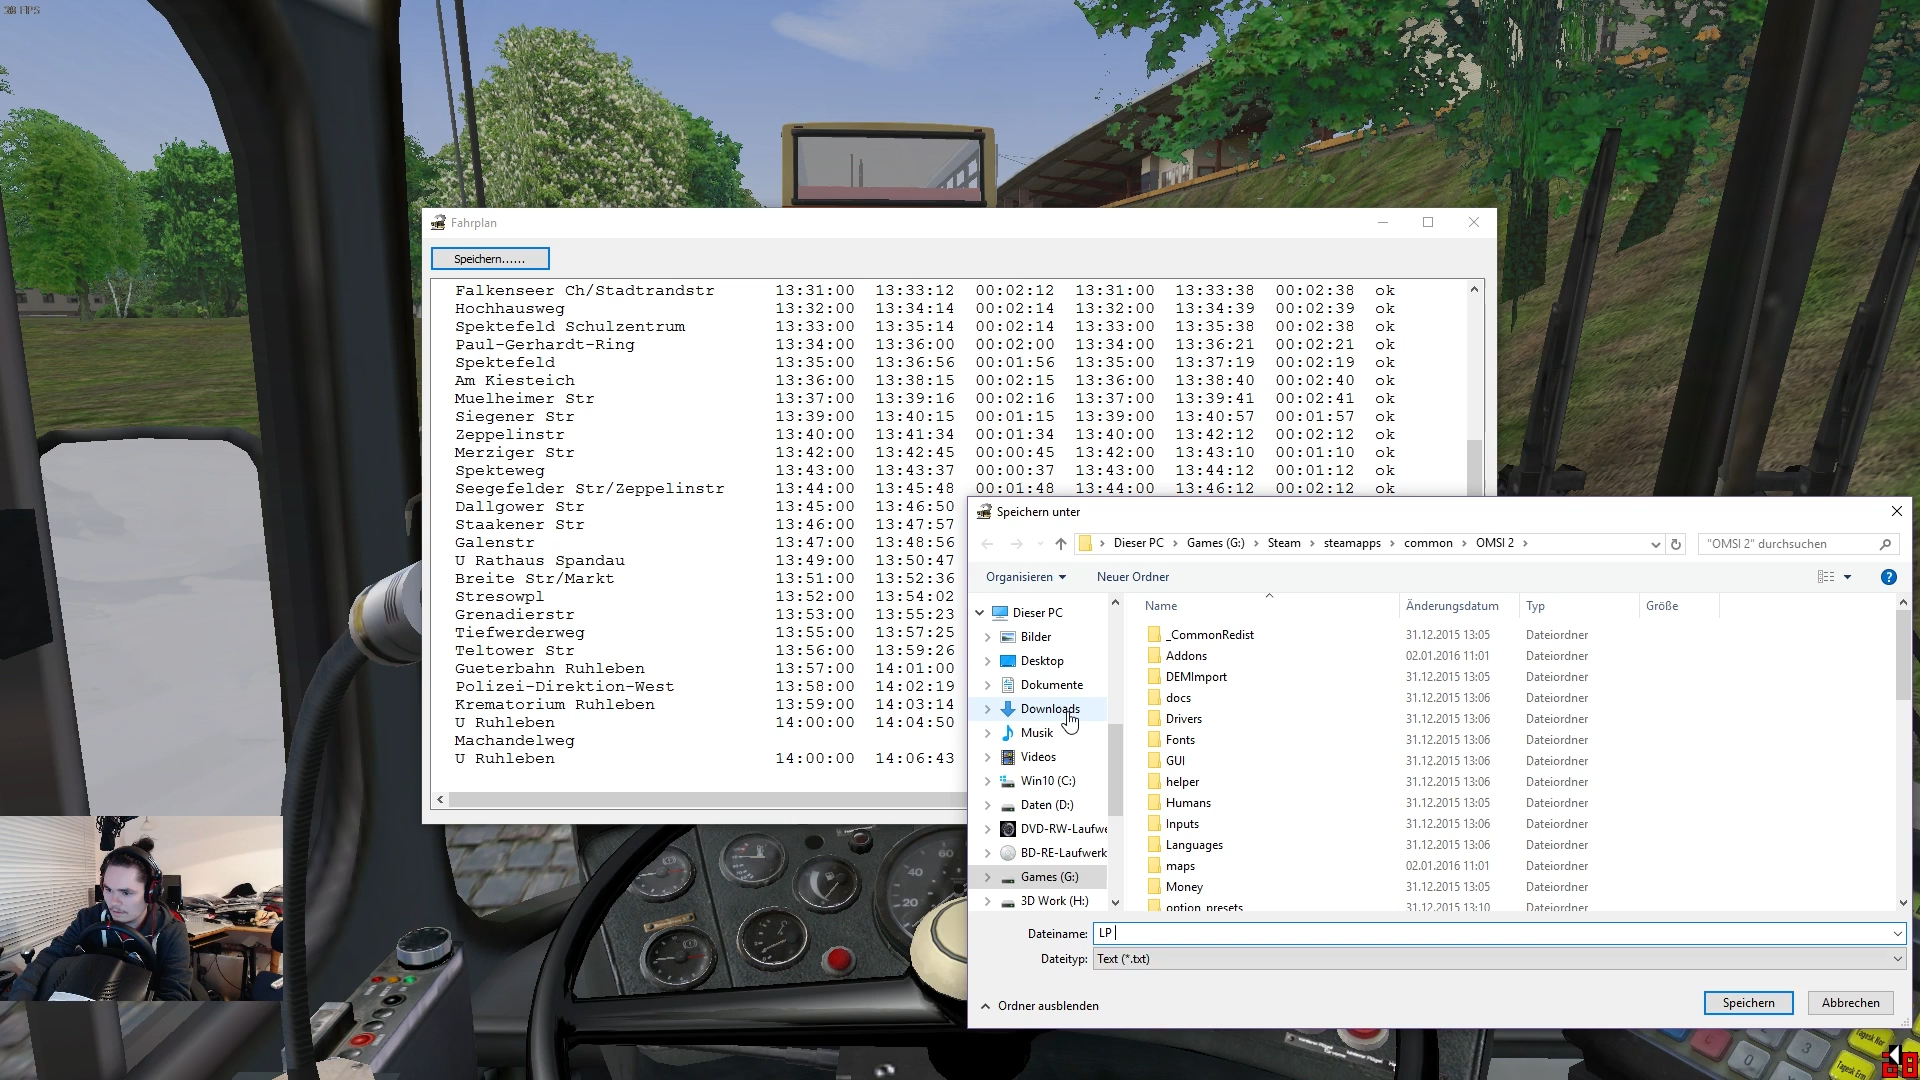 Fahrplan
Speichern......
Falkenseer Ch/Stadtrandstr 13:31:00 13:33:12 00:02:12 13:31:00 13:33:38 00:02:38 ok
Hochhausweg 13:32:00 13:34:14 00:02:14 13:32:00 13:34:39 00:02:39 ok
Spektefeld Schulzentrum 13:33:00 13:35:14 00:02:14 13:33:00 13:35:38 00:02:38 ok
Paul-Gerhardt-Ring 13:34:00 13:36:00 00:02:00 13:34:00 13:36:21 00:02:21 ok
Spektefeld 13:35:00 13:36:56 00:01:56 13:35:00 13:37:19 00:02:19 ok
Am Kiesteich 13:36:00 13:38:15 00:02:15 13:36:00 13:38:40 00:02:40 ok
Muelheimer Str 13:37:00 13:39:16 00:02:16 13:37:00 13:39:41 00:02:41 ok
Siegener Str 13:39:00 13:40:15 00:01:15 13:39:00 13:40:57 00:01:57 ok
Zeppelinstr 13:40:00 13:41:34 00:01:34 13:40:00 13:42:12 00:02:12 ok
Merziger Str 13:42:00 13:42:45 00:00:45 13:42:00 13:43:10 00:01:10 ok
Spekteweg 13:43:00 13:43:37 00:00:37 13:43:00 13:44:12 00:01:12 ok
Seegefelder Str/Zeppelinstr 13:44:00 13:45:48 00:01:48 13:44:00 13:46:12 00:02:12 ok
Dallgower Str 13:45:00 13:46:50
Staakener Str 13:46:00 13:47:57
Galenstr 13:47:00 13:48:56
U Rathaus Spandau 13:49:00 13:50:47
Breite Str/Markt 13:51:00 13:52:36
Stresowpl 13:52:00 13:54:02
Grenadierstr 13:53:00 13:55:23
Tiefwerderweg 13:55:00 13:57:25
Teltower Str 13:56:00 13:59:26
Gueterbahn Ruhleben 13:57:00 14:01:00
Polizei-Direktion-West 13:58:00 14:02:19
Krematorium Ruhleben 13:59:00 14:03:14
U Ruhleben 14:00:00 14:04:50
Machandelweg
U Ruhleben 14:00:00 14:06:43
Speichern unter
Dieser PC > Games (G:) > Steam > steamapps > common > OMSI 2 >
"OMSI 2" durchsuchen
Organisieren
Neuer Ordner
Dieser PC
Bilder
Desktop
Dokumente
Downloads
Musik
Videos
Win10 (C:)
Daten (D:)
DVD-RW-Laufwe
BD-RE-Laufwerk
Games (G:)
3D Work (H:)
Name Änderungsdatum Typ Größe
_CommonRedist 31.12.2015 13:05 Dateiordner
Addons 02.01.2016 11:01 Dateiordner
DEMImport 31.12.2015 13:05 Dateiordner
docs 31.12.2015 13:06 Dateiordner
Drivers 31.12.2015 13:06 Dateiordner
Fonts 31.12.2015 13:06 Dateiordner
GUI 31.12.2015 13:06 Dateiordner
helper 31.12.2015 13:06 Dateiordner
Humans 31.12.2015 13:05 Dateiordner
Inputs 31.12.2015 13:06 Dateiordner
Languages 31.12.2015 13:06 Dateiordner
maps 02.01.2016 11:01 Dateiordner
Money 31.12.2015 13:05 Dateiordner
option_presets 31.12.2015 13:10 Dateiordner
Dateiname: LP
Dateityp: Text (*.txt)
Ordner ausblenden
Speichern
Abbrechen
60
40
20
3
0
28